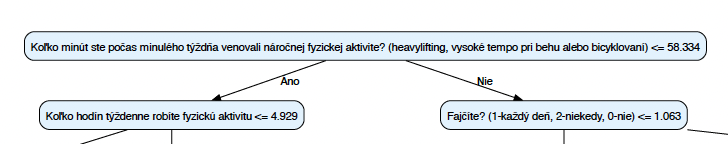 Koľko minút ste počas minulého týždňa venovali náročnej fyzickej aktivite? (heavylifting, vysoké tempo pri behu alebo bicyklovaní) <= 58.334
Ano
Nie
Koľko hodín týždenne robíte fyzickú aktivitu <= 4.929
Fajčíte? (1-každý deň, 2-niekedy, 0-nie) <= 1.063